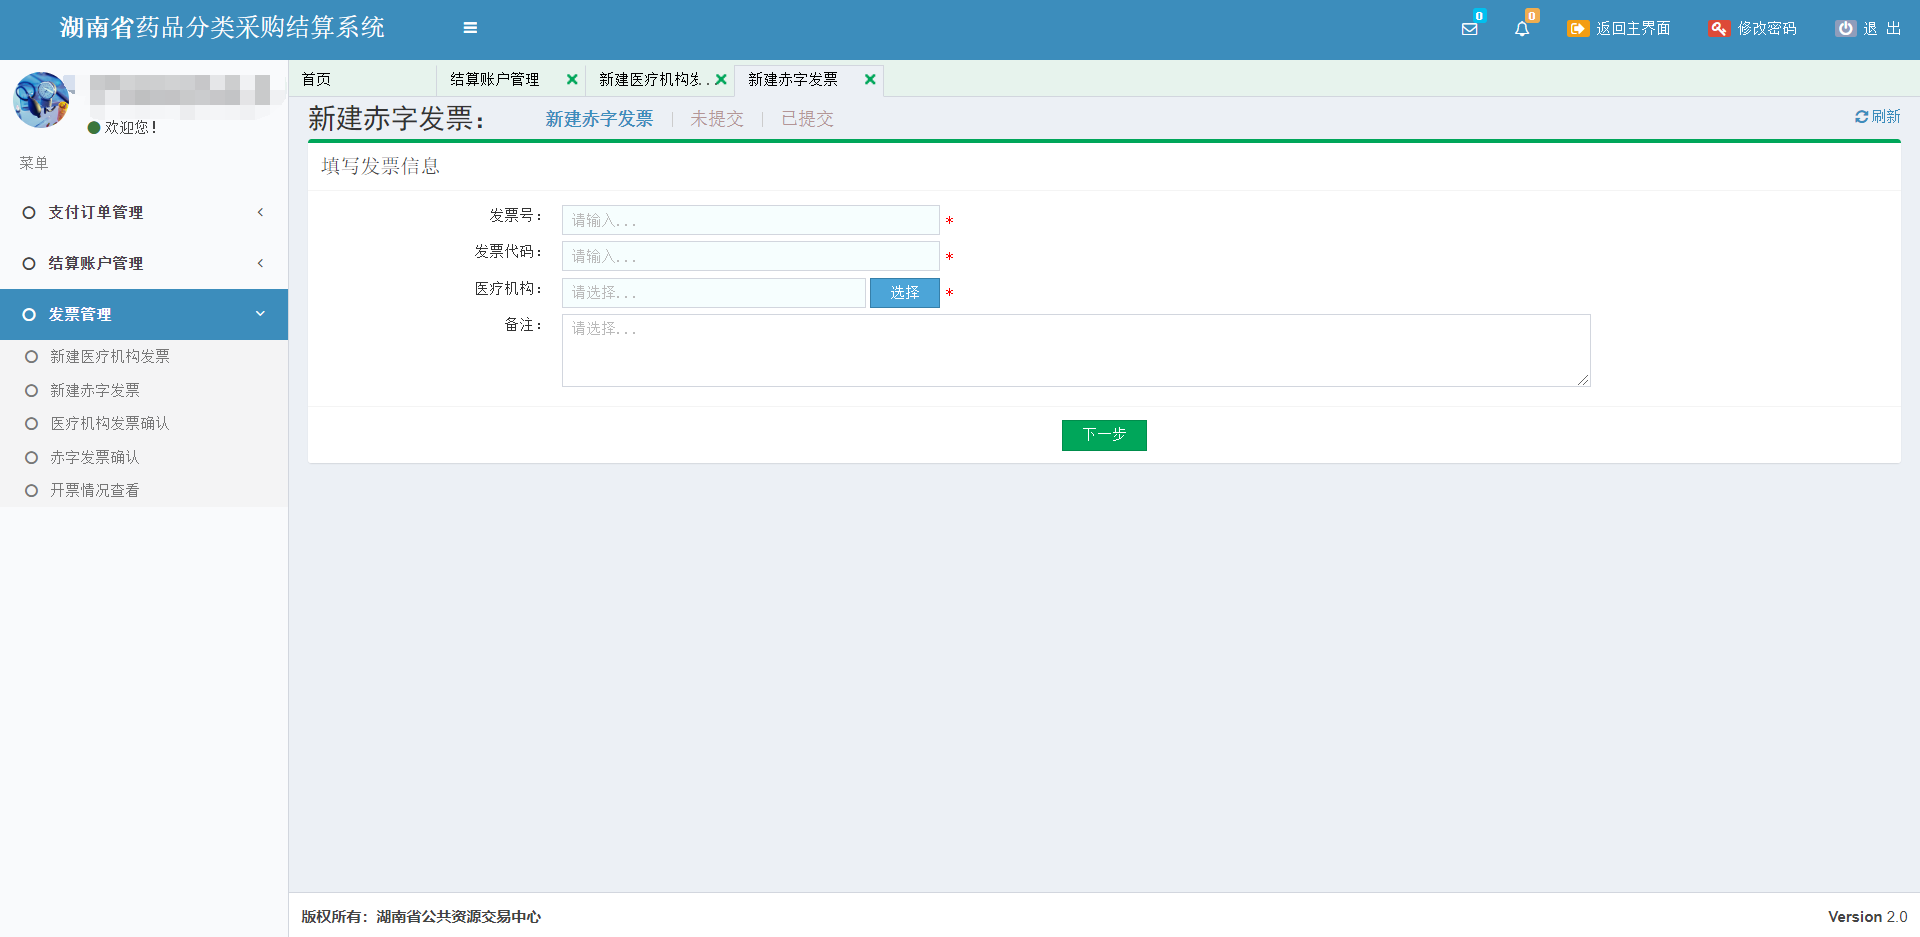 湖南省药品分类采购结算系统
0
0
返回主界面
修改密码
退 出
欢迎您！
菜单
支付订单管理
结算账户管理
发票管理
新建医疗机构发票
新建赤字发票
医疗机构发票确认
赤字发票确认
开票情况查看
首页
结算账户管理
新建医疗机构发..
新建赤字发票
新建赤字发票：
新建赤字发票
未提交
已提交
刷新
填写发票信息
发票号：
请输入...
*
发票代码：
请输入...
*
医疗机构：
请选择...
选择
*
备注：
请选择...
下一步
版权所有：湖南省公共资源交易中心
Version 2.0